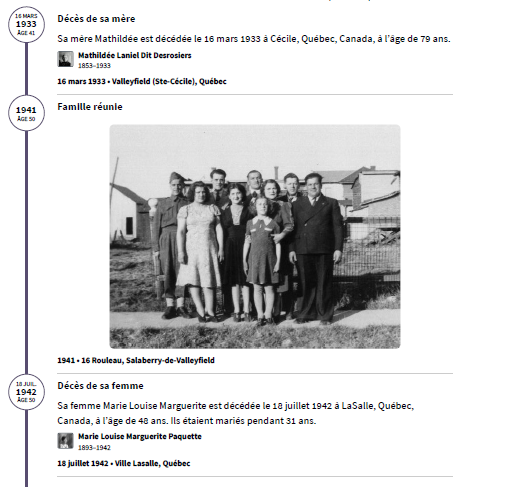 16 MARS
1933
ÂGE 41
Décès de sa mère
Sa mère Mathildée est décédée le 16 mars 1933 à Cécile, Québec, Canada, à l'âge de 79 ans.
Mathildée Laniel Dit Desrosiers
1853–1933
16 mars 1933 • Valleyfield (Ste-Cécile), Québec
1941
ÂGE 50
Famille réunie
1941 • 16 Rouleau, Salaberry-de-Valleyfield
18 JUIL.
1942
ÂGE 50
Décès de sa femme
Sa femme Marie Louise Marguerite est décédée le 18 juillet 1942 à LaSalle, Québec,
Canada, à l'âge de 48 ans. Ils étaient mariés pendant 31 ans.
Marie Louise Marguerite Paquette
1893–1942
18 juillet 1942 • Ville Lasalle, Québec